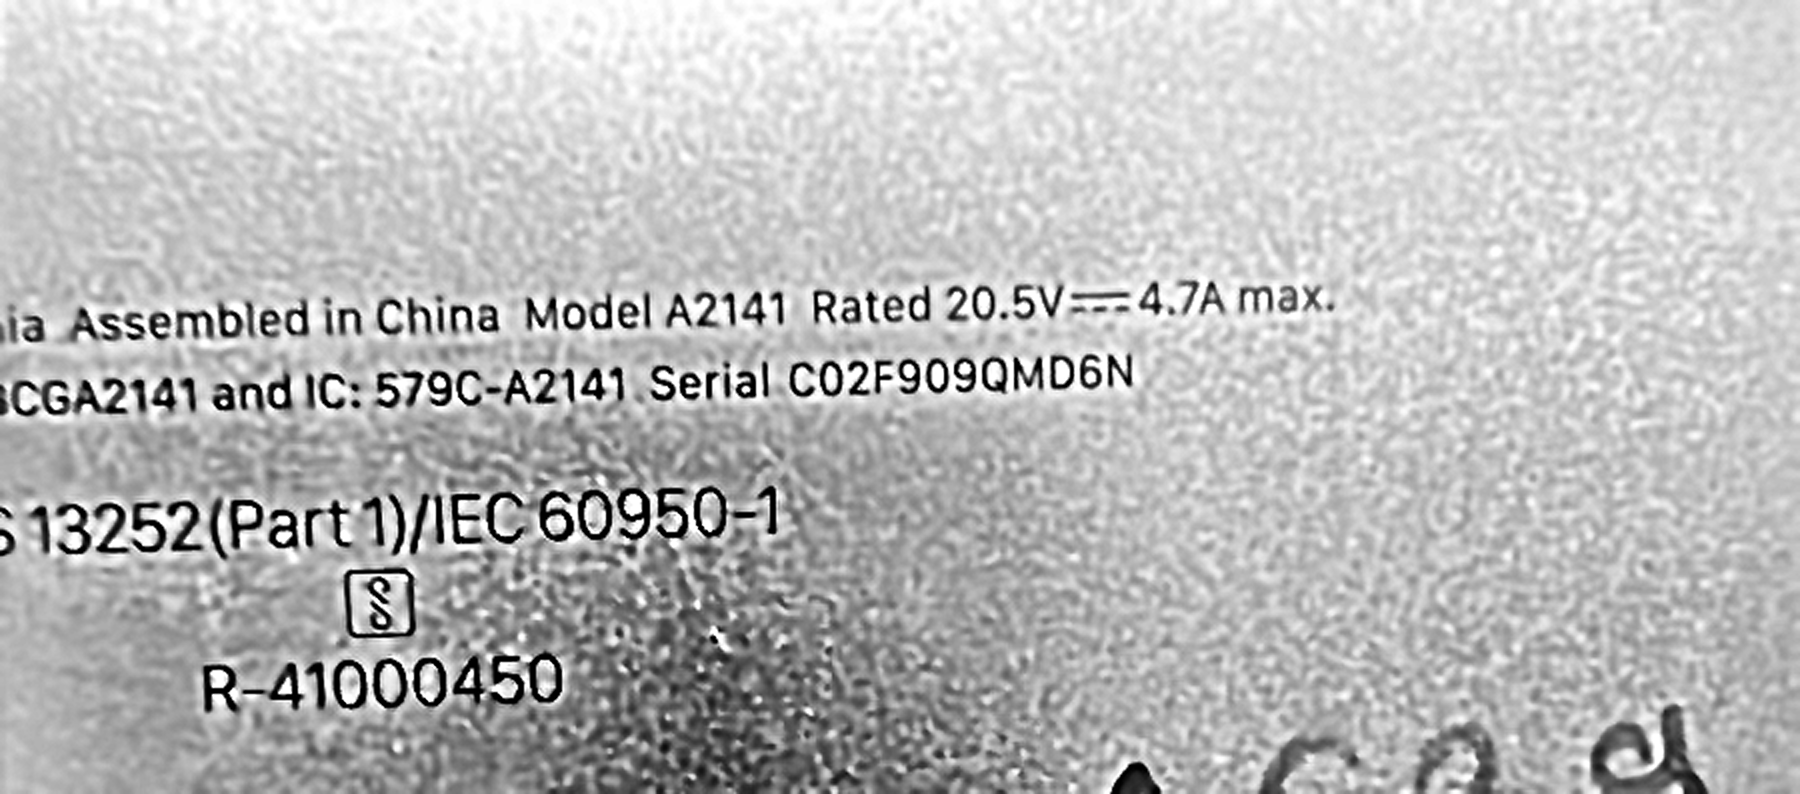 ia Assembled in China Model A2141 Rated 20.5V⎓4.7A max.
CGA2141 and IC: 579C-A2141 Serial C02F909QMD6N
S 13252(Part 1)/IEC 60950-1
R-41000450